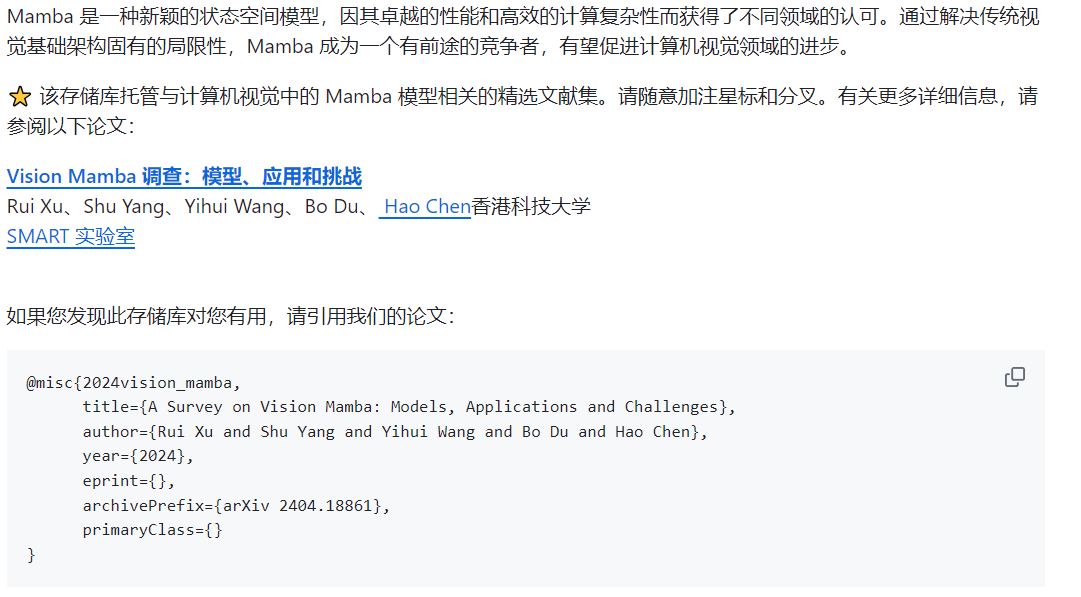 Mamba 是一种新颖的状态空间模型，因其卓越的性能和高效的计算复杂性而获得了不同领域的认可。通过解决传统视
觉基础架构固有的局限性，Mamba 成为一个有前途的竞争者，有望促进计算机视觉领域的进步。
⭐ 该存储库托管与计算机视觉中的 Mamba 模型相关的精选文献集。请随意加注星标和分叉。有关更多详细信息，请
参阅以下论文：
Vision Mamba 调查：模型、应用和挑战
Rui Xu、Shu Yang、Yihui Wang、Bo Du、 Hao Chen香港科技大学
SMART 实验室
如果您发现此存储库对您有用，请引用我们的论文：
@misc{2024vision_mamba,
      title={A Survey on Vision Mamba: Models, Applications and Challenges},
      author={Rui Xu and Shu Yang and Yihui Wang and Bo Du and Hao Chen},
      year={2024},
      eprint={},
      archivePrefix={arXiv 2404.18861},
      primaryClass={}
}